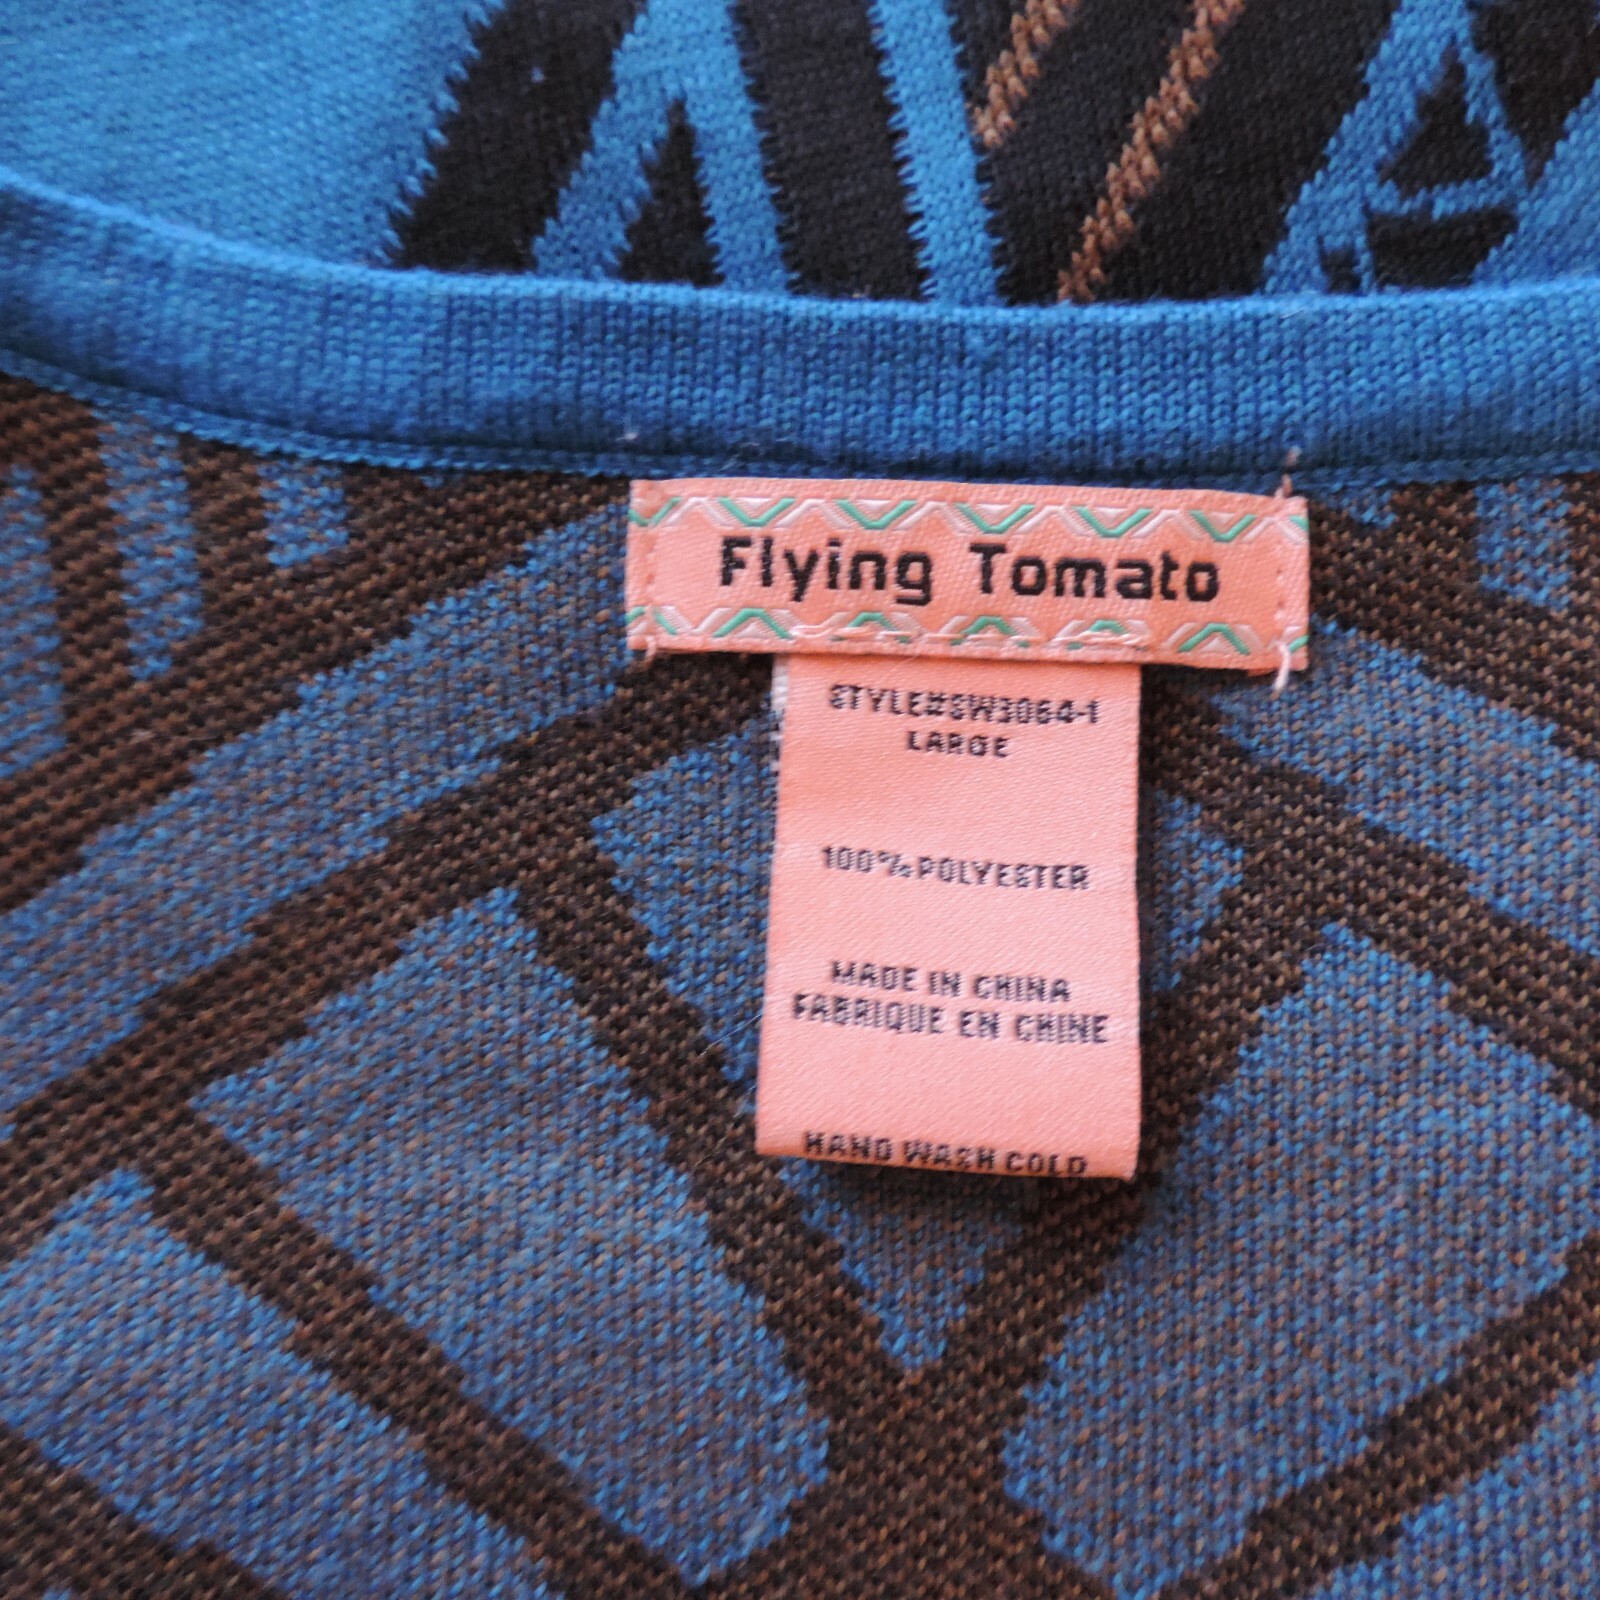 Flying Tomato
STYLE#SW3064-1
LARGE
100% POLYESTER
MADE IN CHINA
FABRIQUE EN CHINE
HAND WASH COLD